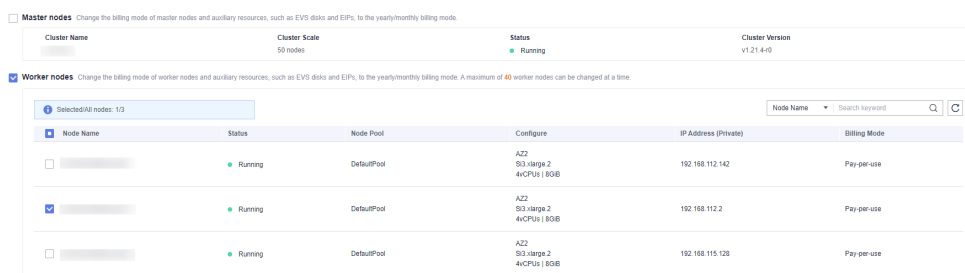 Master nodes Change the billing mode of master nodes and auxiliary resources, such as EVS disks and EIPs, to the yearly/monthly billing mode.
Cluster Name Cluster Scale Status Cluster Version
50 nodes Running v1.21.4-r0
Worker nodes Change the billing mode of worker nodes and auxiliary resources, such as EVS disks and EIPs, to the yearly/monthly billing mode. A maximum of 40 worker nodes can be changed at a time.
Selected/All nodes: 1/3 Node Name Search keyword
Node Name Status Node Pool Configure IP Address (Private) Billing Mode
AZ2
Running DefaultPool SI3.xlarge.2 192.168.112.142 Pay-per-use
4vCPUs | 8GiB
AZ2
Running DefaultPool SI3.xlarge.2 192.168.112.2 Pay-per-use
4vCPUs | 8GiB
AZ2
Running DefaultPool SI3.xlarge.2 192.168.115.128 Pay-per-use
4vCPUs | 8GiB